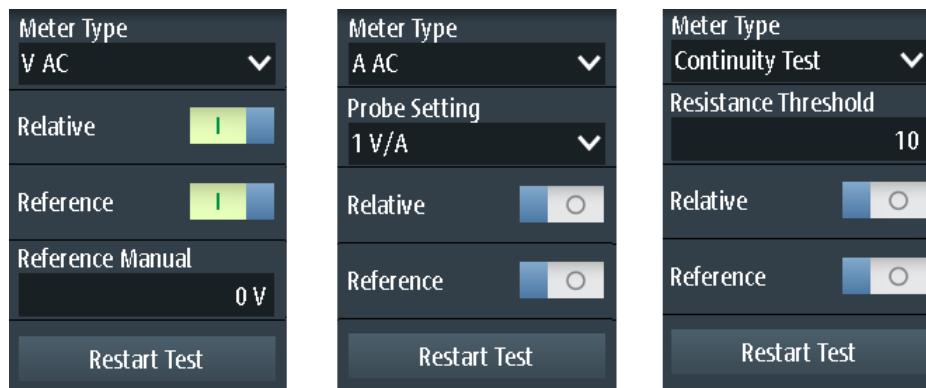 Meter Type
V AC
Relative
I
Reference
I
Reference Manual
0 V
Restart Test
Meter Type
A AC
Probe Setting
1 V/A
Relative
O
Reference
O
Restart Test
Meter Type
Continuity Test
Resistance Threshold
10
Relative
O
Reference
O
Restart Test